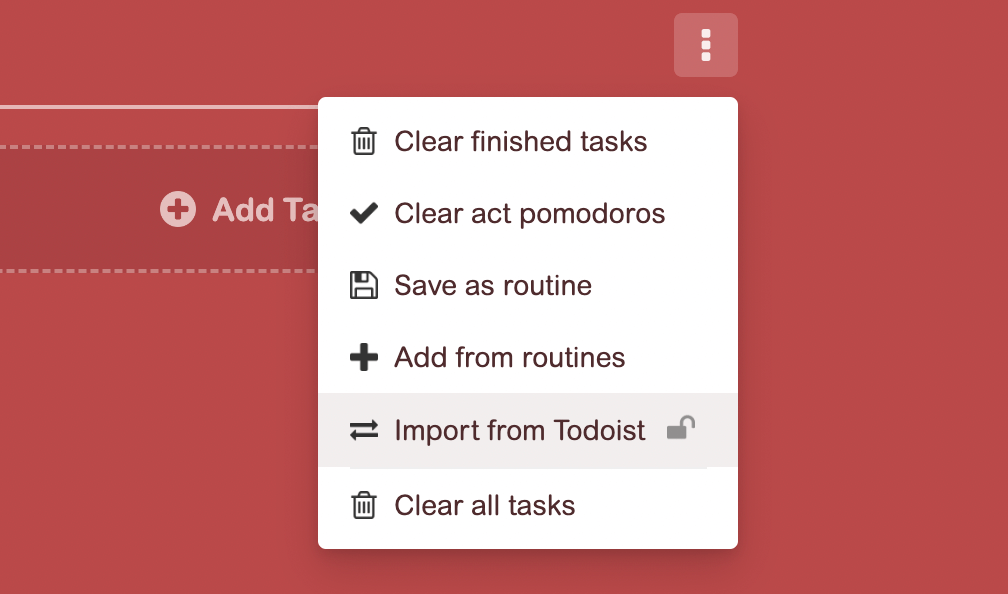 Clear finished tasks
Clear act pomodoros
Add Ta
Save as routine
Add from routines
Import from Todoist
Clear all tasks